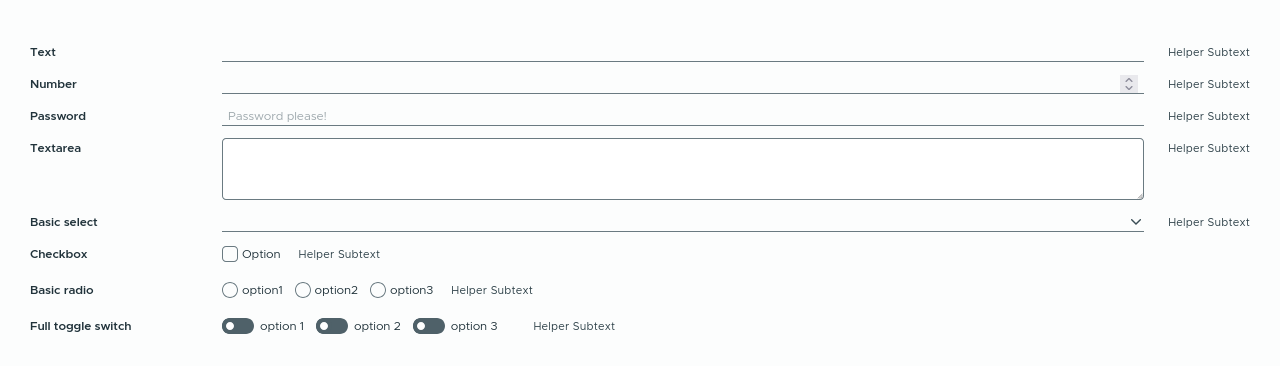 Text Helper Subtext
Number Helper Subtext
Password Password please! Helper Subtext
Textarea Helper Subtext
Basic select Helper Subtext
Checkbox Option Helper Subtext
Basic radio option1 option2 option3 Helper Subtext
Full toggle switch option 1 option 2 option 3 Helper Subtext